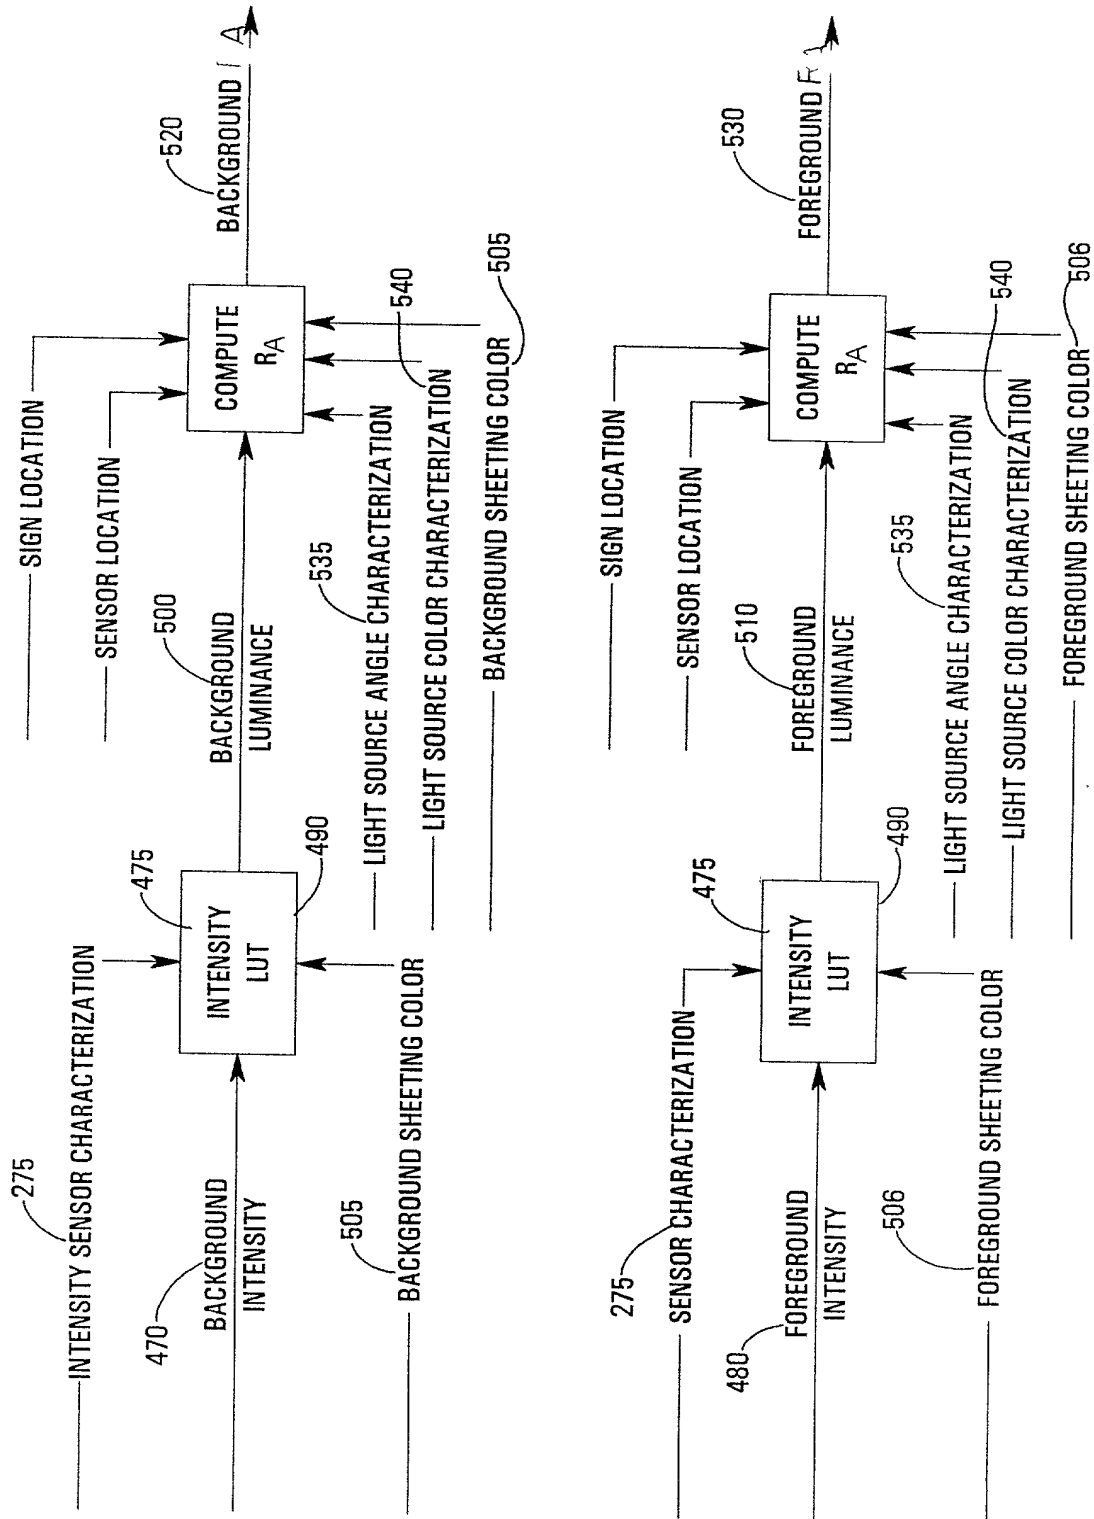 275
INTENSITY SENSOR CHARACTERIZATION
470
BACKGROUND
INTENSITY
505
BACKGROUND SHEETING COLOR
475
INTENSITY
LUT
490
SIGN LOCATION
SENSOR LOCATION
500
BACKGROUND
LUMINANCE
535
LIGHT SOURCE ANGLE CHARACTERIZATION
540
LIGHT SOURCE COLOR CHARACTERIZATION
505
BACKGROUND SHEETING COLOR
COMPUTE
RA
520
BACKGROUND
275
SENSOR CHARACTERIZATION
480
FOREGROUND
INTENSITY
506
FOREGROUND SHEETING COLOR
475
INTENSITY
LUT
490
SIGN LOCATION
SENSOR LOCATION
510
FOREGROUND
LUMINANCE
535
LIGHT SOURCE ANGLE CHARACTERIZATION
540
LIGHT SOURCE COLOR CHARACTERIZATION
506
FOREGROUND SHEETING COLOR
COMPUTE
RA
530
FOREGROUND